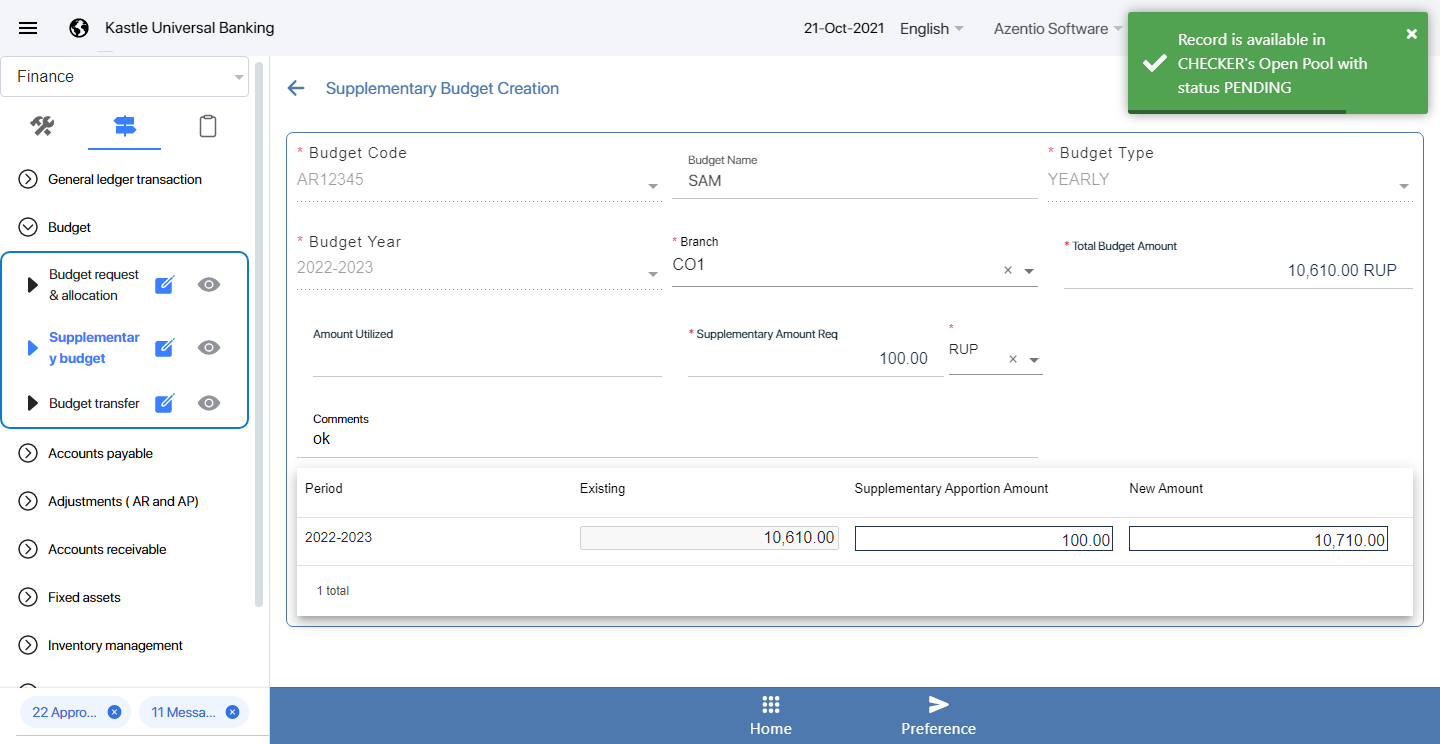 Kastle Universal Banking
21-Oct-2021
English
Azentio Software
Record is available in
CHECKER's Open Pool with
status PENDING
Finance
General ledger transaction
Budget
Budget request
& allocation
Supplementar
y budget
Budget transfer
Accounts payable
Adjustments ( AR and AP)
Accounts receivable
Fixed assets
Inventory management
22 Appro...
11 Messa...
Supplementary Budget Creation
* Budget Code
AR12345
Budget Name
SAM
* Budget Type
YEARLY
* Budget Year
2022-2023
* Branch
CO1
* Total Budget Amount
10,610.00 RUP
Amount Utilized
* Supplementary Amount Req
100.00
*
RUP
Comments
ok
Period Existing Supplementary Apportion Amount New Amount
2022-2023 10,610.00 100.00 10,710.00
1 total
Home
Preference